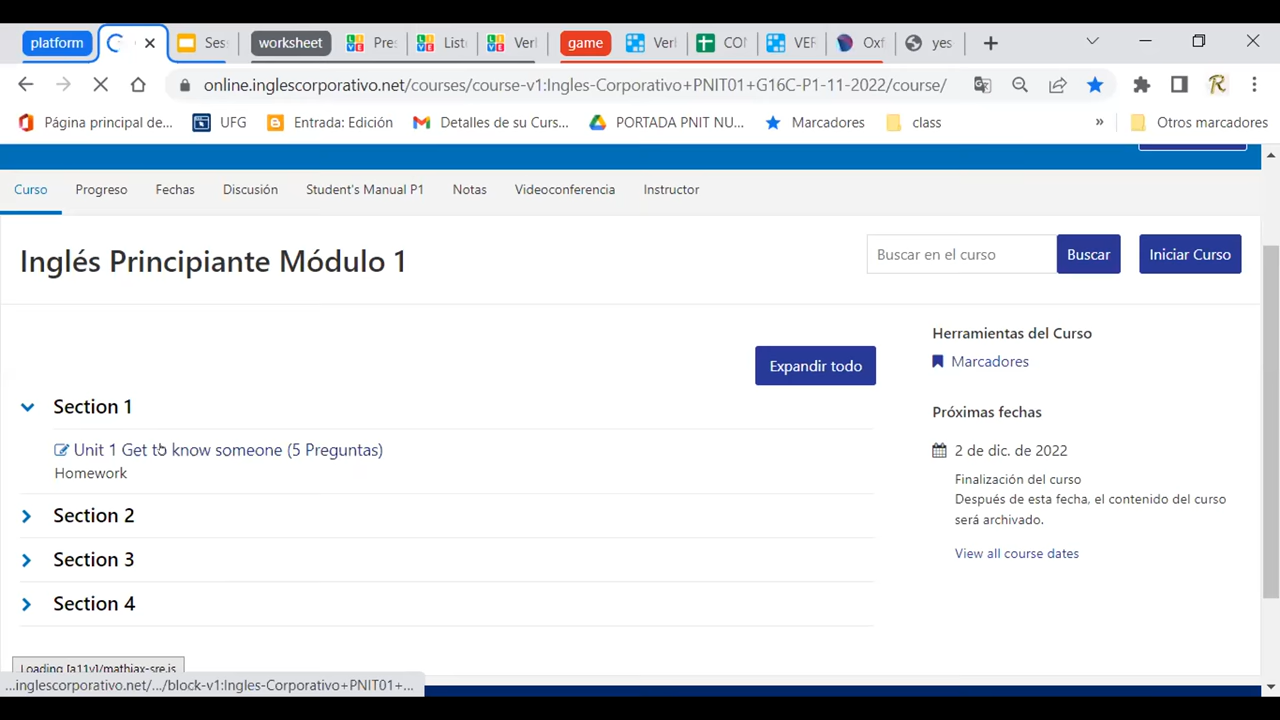 platform
Ses
worksheet
Pre
List
Verl
game
Verl
CON
VER
Oxf
yes
online.inglescorporativo.net/courses/course-v1:Ingles-Corporativo+PNIT01+G16C-P1-11-2022/course/
Página principal de...
UFG
Entrada: Edición
Detalles de su Curs...
PORTADA PNIT NU...
Marcadores
class
»
Otros marcadores
Curso
Progreso
Fechas
Discusión
Student's Manual P1
Notas
Videoconferencia
Instructor
Inglés Principiante Módulo 1
Buscar en el curso
Buscar
Iniciar Curso
Expandir todo
Section 1
Unit 1 Get to know someone (5 Preguntas)
Homework
Section 2
Section 3
Section 4
Herramientas del Curso
Marcadores
Próximas fechas
2 de dic. de 2022
Finalización del curso
Después de esta fecha, el contenido del curso
será archivado.
View all course dates
Loading [a11y]/mathjax-sre.js
...inglescorporativo.net/.../block-v1:Ingles-Corporativo+PNIT01+...